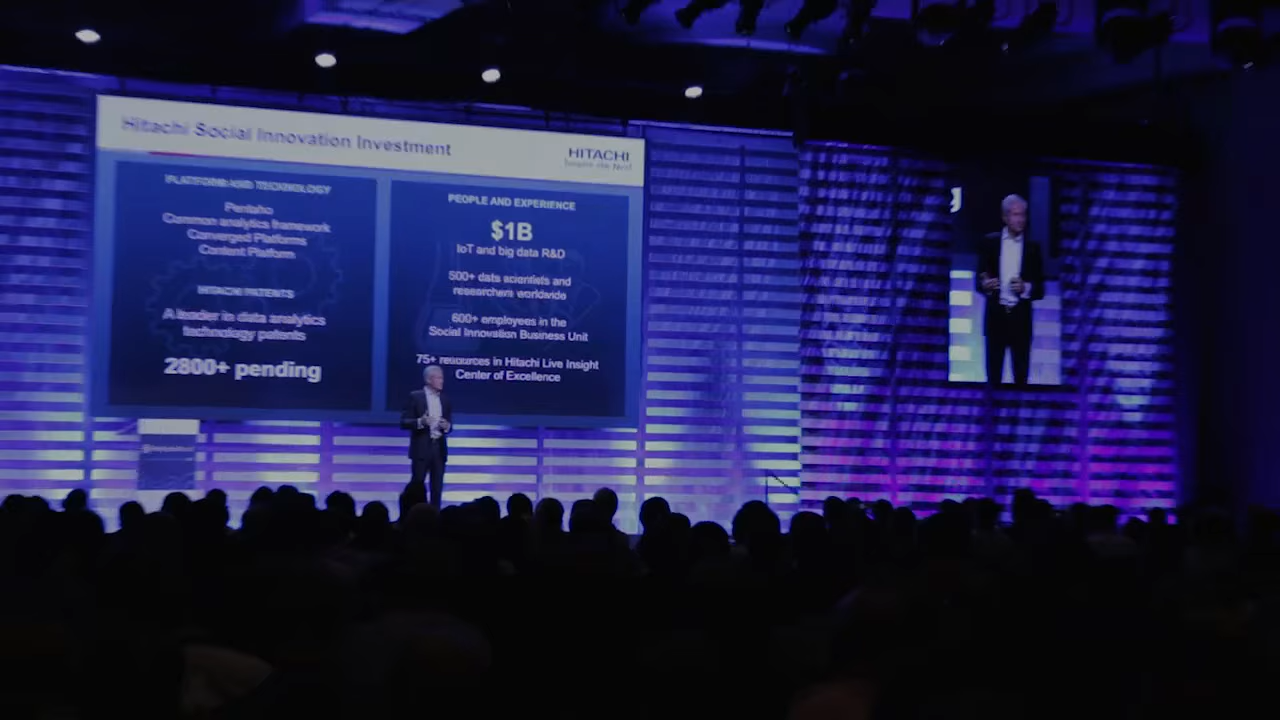 Hitachi Social Innovation Investment
HITACHI
Inspire the Next
PLATFORM AND TECHNOLOGY
Pentaho
Common analytics framework
Converged Platforms
Content Platform
HITACHI PATENTS
A leader in data analytics
technology patents
2800+ pending
PEOPLE AND EXPERIENCE
$1B
IoT and big data R&D
500+ data scientists and
researchers worldwide
600+ employees in the
Social Innovation Business Unit
75+ resources in Hitachi Live Insight
Center of Excellence
g